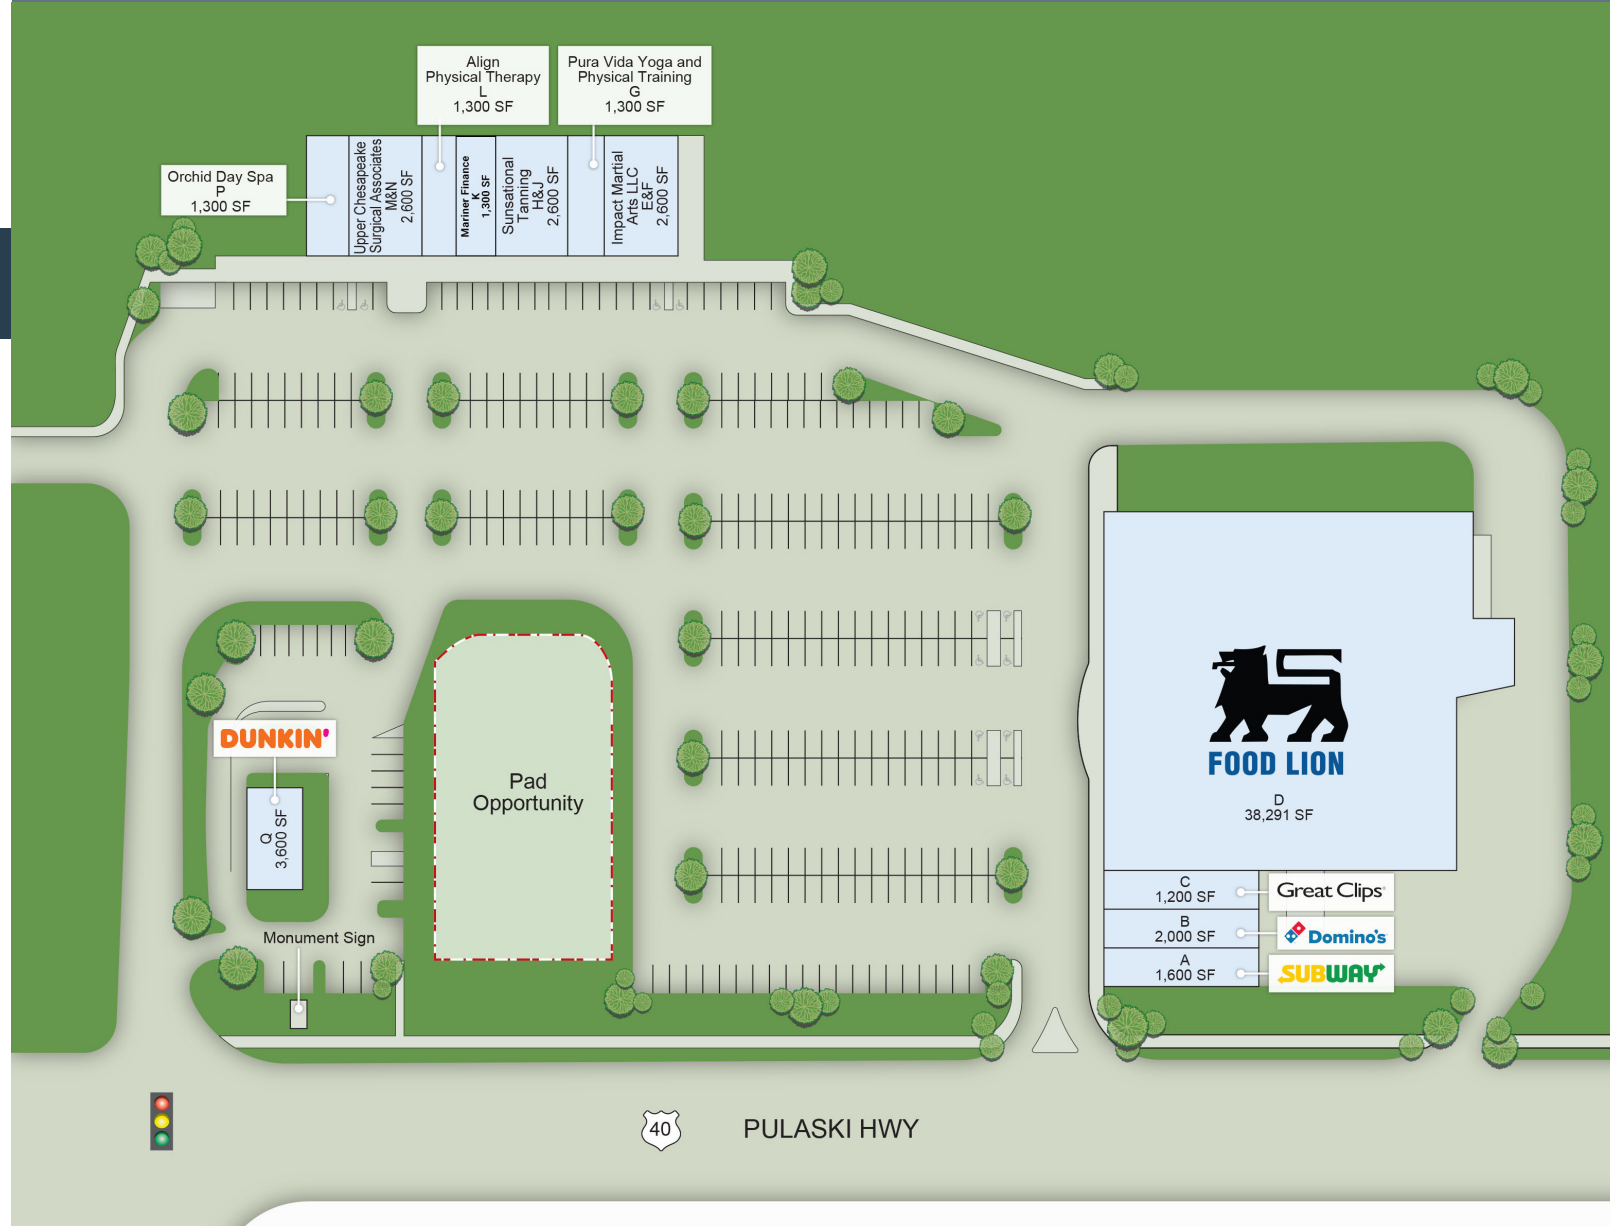 Align
Physical Therapy
L
1,300 SF
Pura Vida Yoga and
Physical Training
G
1,300 SF
Orchid Day Spa
P
1,300 SF
Upper Chesapeake
Surgical Associates
M&N
2,600 SF
Mariner Finance
K
1,300 SF
Sunsational
Tanning
H&J
2,600 SF
Impact Martial
Arts LLC
E&F
2,600 SF
DUNKIN'
Q
3,600 SF
Monument Sign
Pad
Opportunity
FOOD LION
D
38,291 SF
C
1,200 SF
Great Clips
B
2,000 SF
Domino's
A
1,600 SF
SUBWAY
40
PULASKI HWY